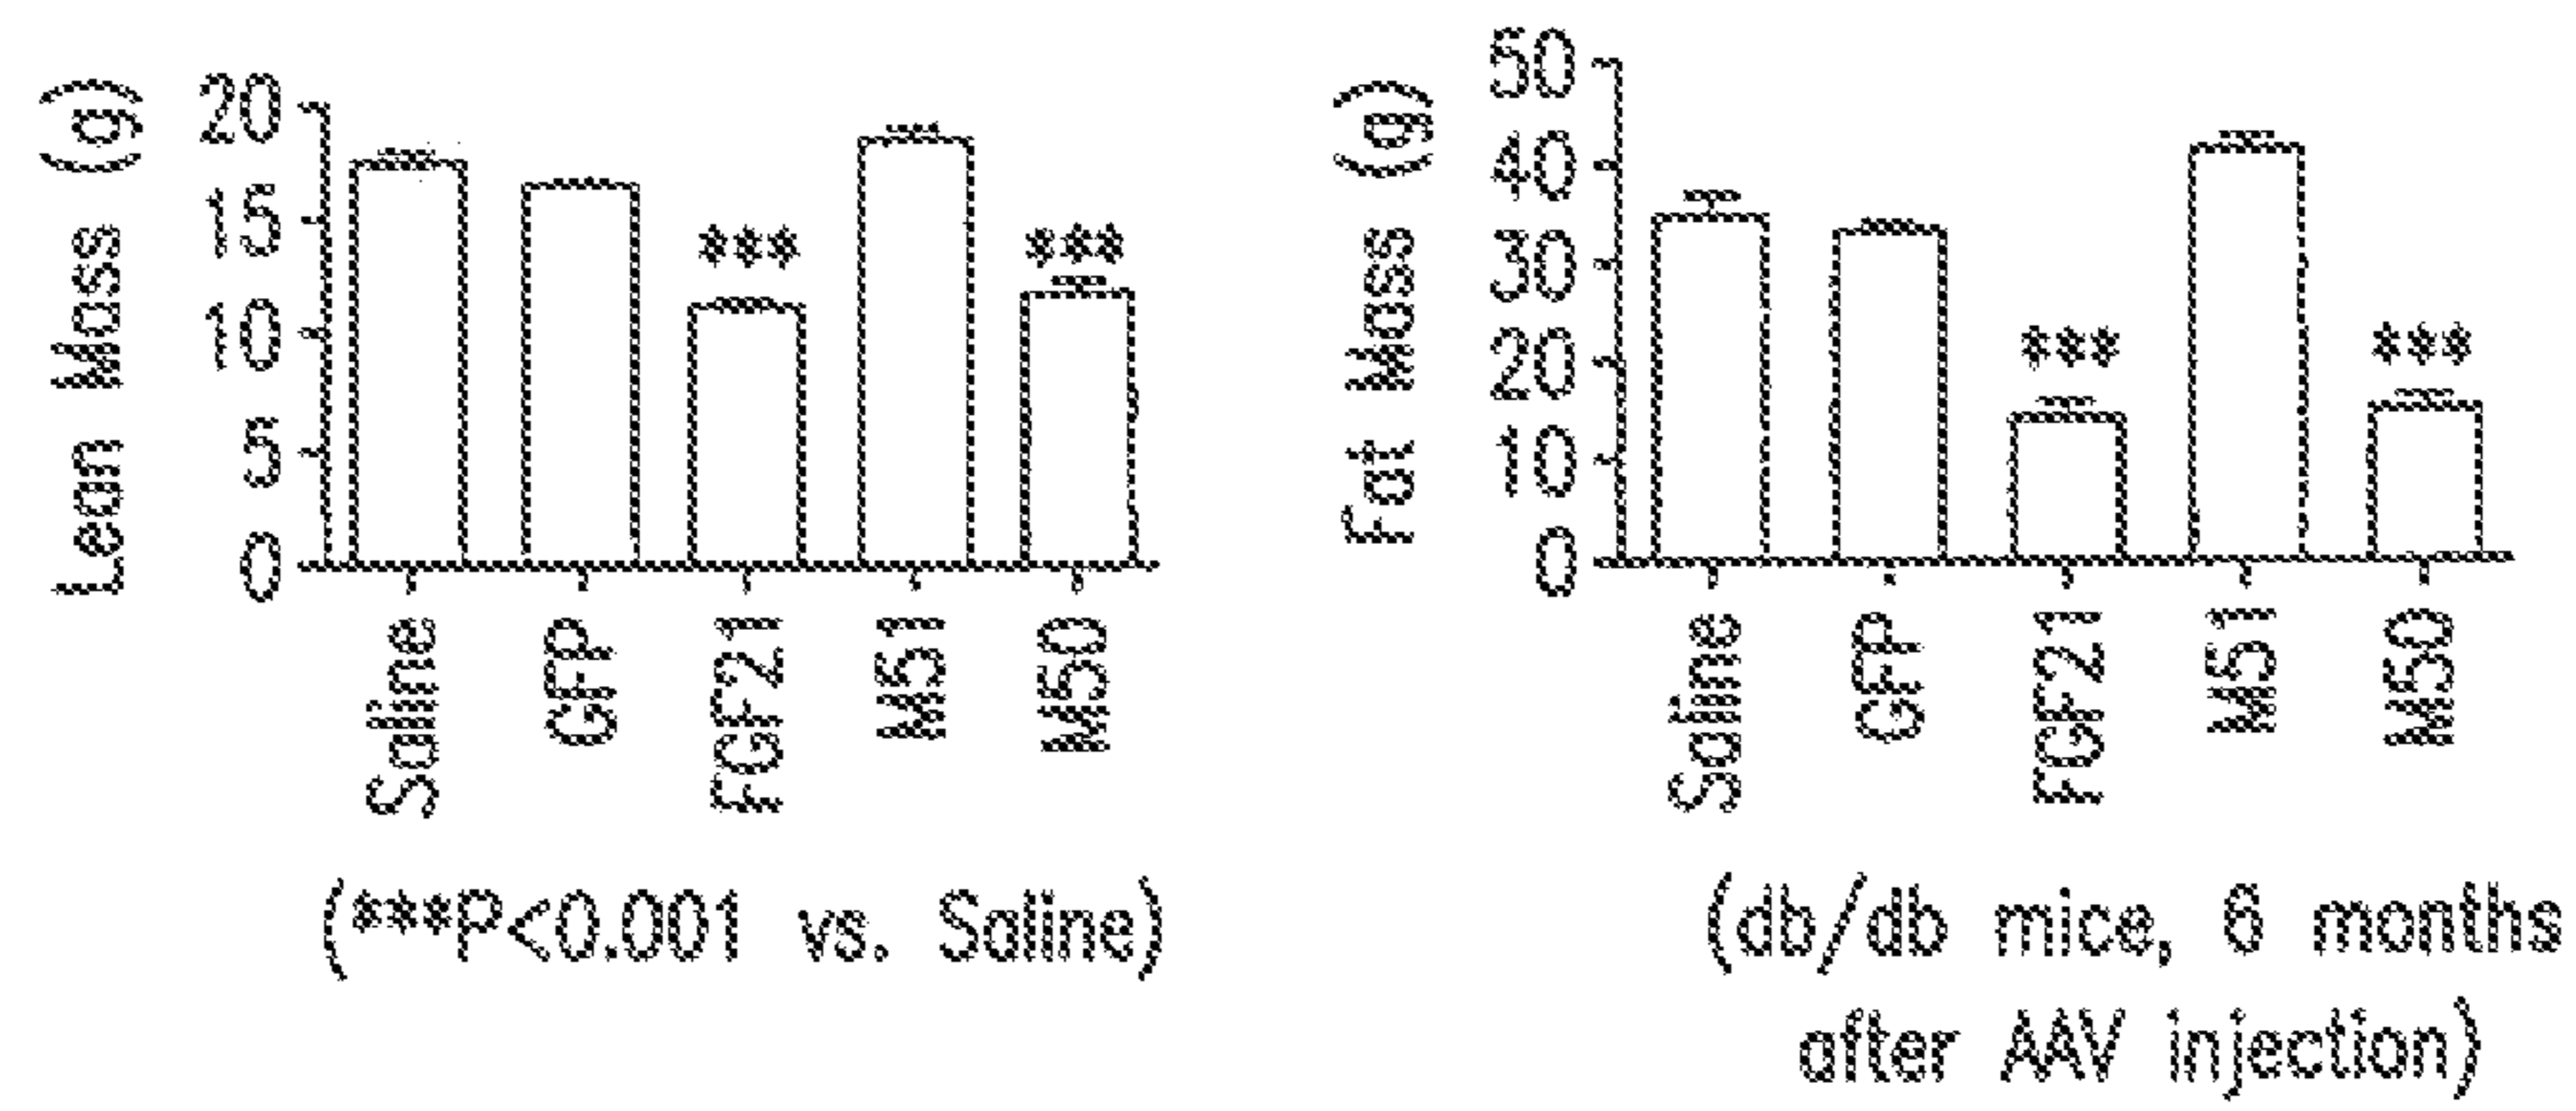 Lean Mass (g)
20
15
10
5
0
***
***
Saline
GFP
FGF21
M51
M50
(***P<0.001 vs. Saline)
Fat Mass (g)
50
40
30
20
10
0
***
***
Saline
GFP
FGF21
M51
M50
(db/db mice, 6 months
after AAV injection)